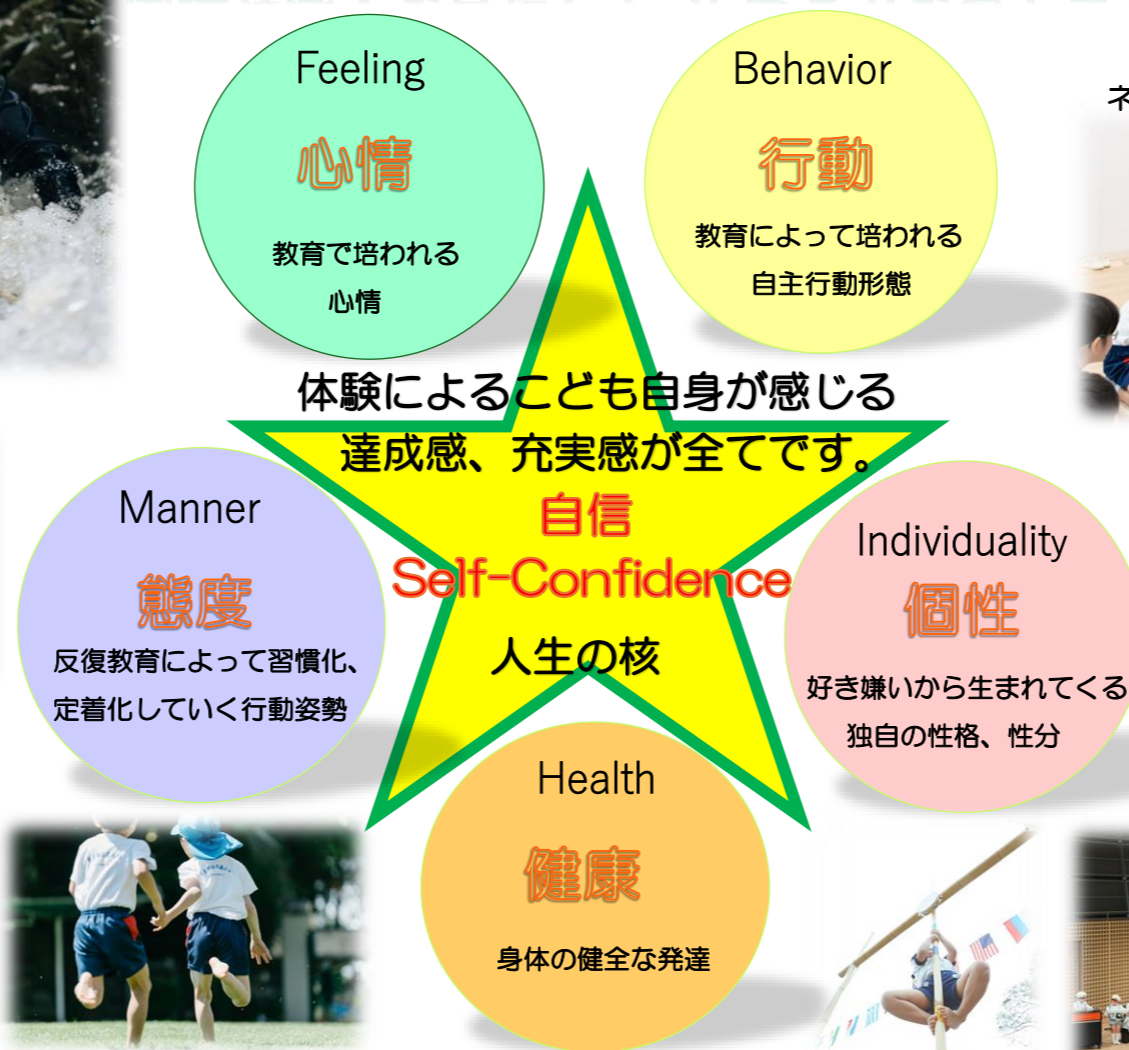 Feeling
心情
教育で培われる
心情
Behavior
行動
教育によって培われる
自主行動形態
ネ
体験によるこども自身が感じる
達成感、充実感が全てです。
自信
Self-Confidence
人生の核
Manner
態度
反復教育によって習慣化、
定着化していく行動姿勢
Individuality
個性
好き嫌いから生まれてくる
独自の性格、性分
Health
健康
身体の健全な発達